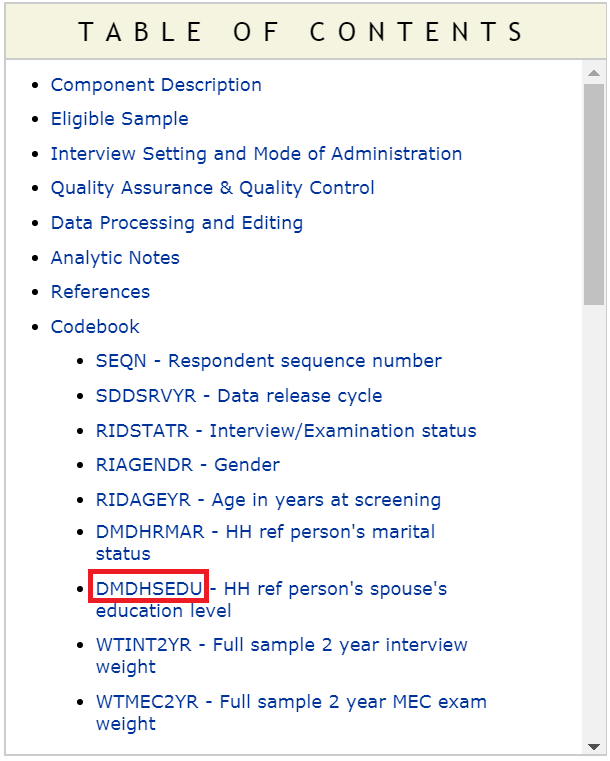 TABLE OF CONTENTS
Component Description
Eligible Sample
Interview Setting and Mode of Administration
Quality Assurance & Quality Control
Data Processing and Editing
Analytic Notes
References
Codebook
SEQN - Respondent sequence number
SDDSRVYR - Data release cycle
RIDSTATR - Interview/Examination status
RIAGENDR - Gender
RIDAGEYR - Age in years at screening
DMDHRMAR - HH ref person's marital
status
DMDHSEDU - HH ref person's spouse's
education level
WTINT2YR - Full sample 2 year interview
weight
WTMEC2YR - Full sample 2 year MEC exam
weight